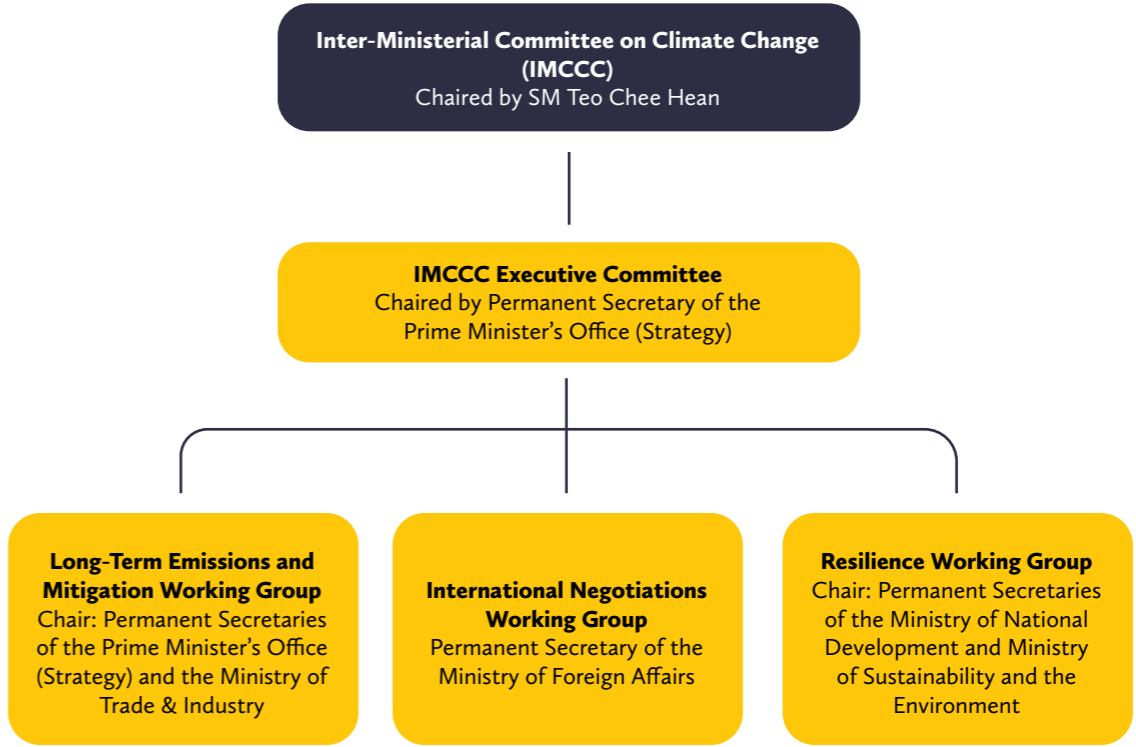 Inter-Ministerial Committee on Climate Change
(IMCCC)
Chaired by SM Teo Chee Hean
IMCCC Executive Committee
Chaired by Permanent Secretary of the
Prime Minister’s Office (Strategy)
Long-Term Emissions and
Mitigation Working Group
Chair: Permanent Secretaries
of the Prime Minister’s Office
(Strategy) and the Ministry of
Trade & Industry
International Negotiations
Working Group
Permanent Secretary of the
Ministry of Foreign Affairs
Resilience Working Group
Chair: Permanent Secretaries
of the Ministry of National
Development and Ministry
of Sustainability and the
Environment